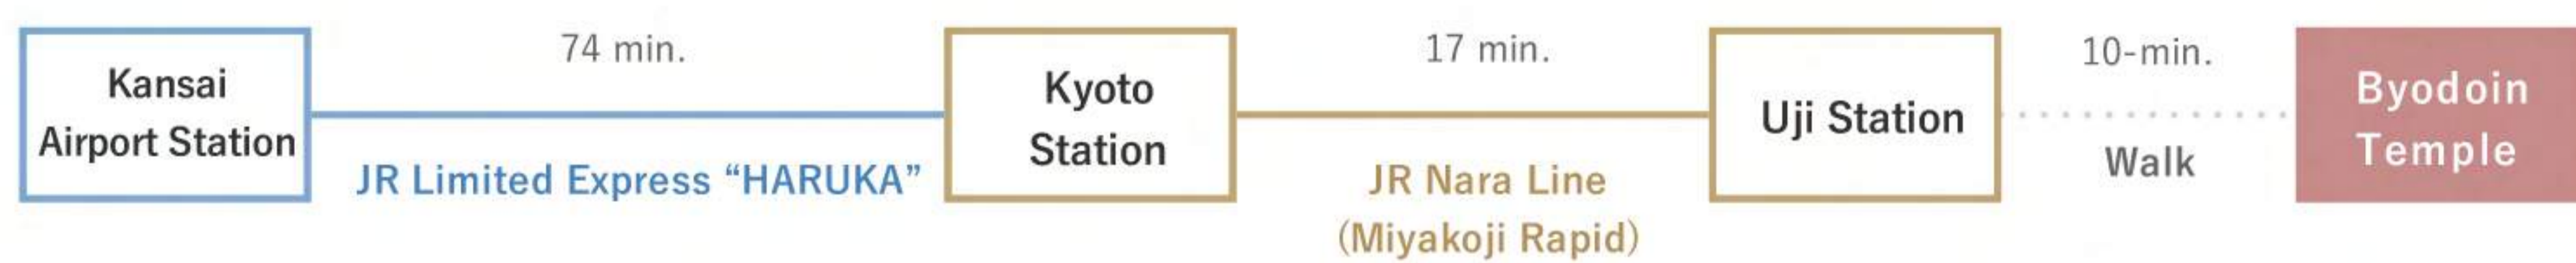 Kansai
Airport Station
74 min.
JR Limited Express “HARUKA”
Kyoto
Station
17 min.
JR Nara Line
(Miyakoji Rapid)
Uji Station
10-min.
Walk
Byodoin
Temple